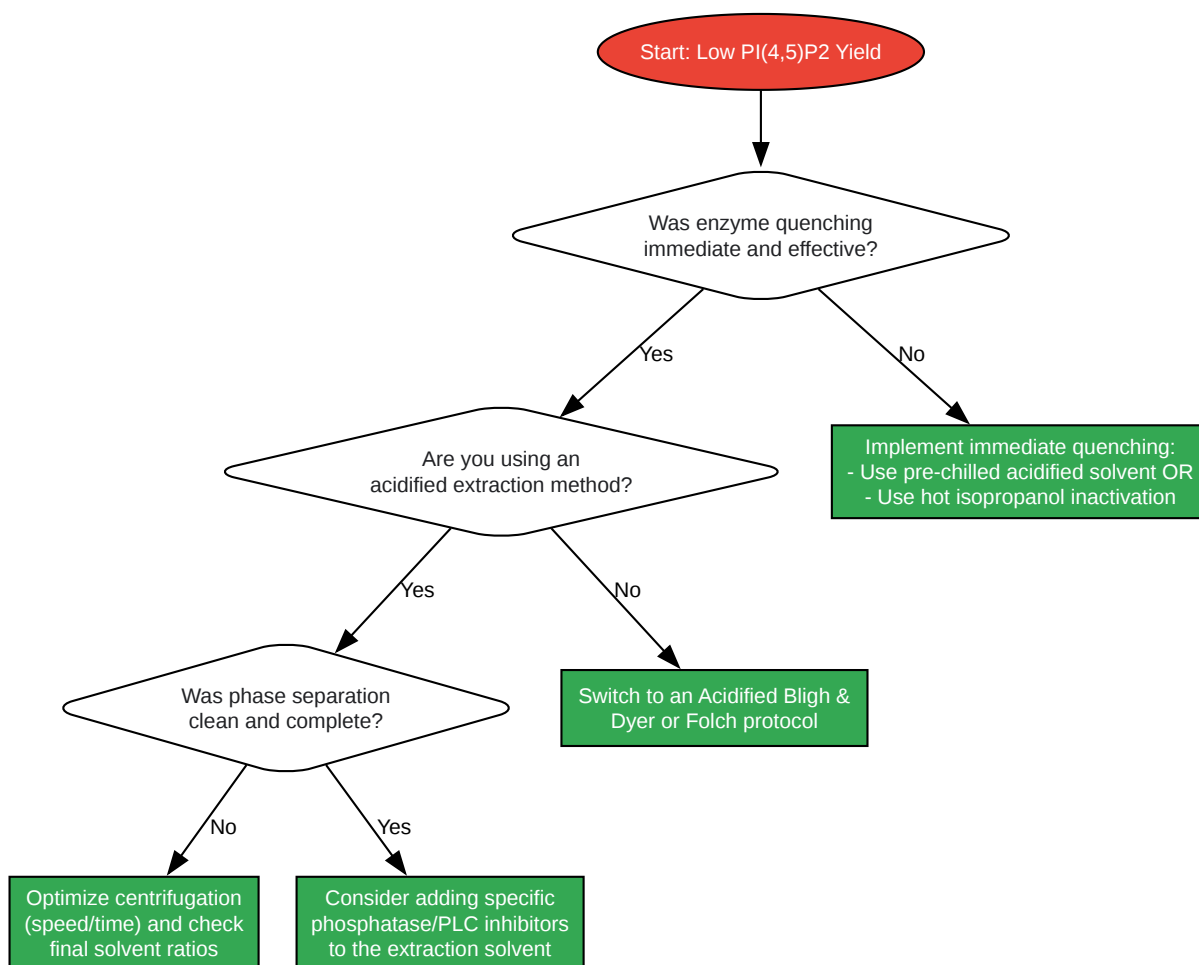 Start: Low PI(4,5)P2 Yield
Was enzyme quenching
immediate and effective?
Yes
No
Are you using an
acidified extraction method?
Implement immediate quenching:
- Use pre-chilled acidified solvent OR
- Use hot isopropanol inactivation
Yes
No
Was phase separation
clean and complete?
Switch to an Acidified Bligh &
Dyer or Folch protocol
No
Yes
Optimize centrifugation
(speed/time) and check
final solvent ratios
Consider adding specific
phosphatase/PLC inhibitors
to the extraction solvent